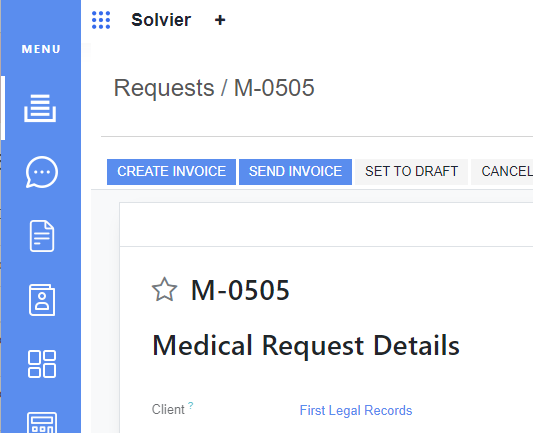 Solvier +
MENU
Requests / M-0505
CREATE INVOICE SEND INVOICE SET TO DRAFT CANCEL
M-0505
Medical Request Details
Client ?
First Legal Records